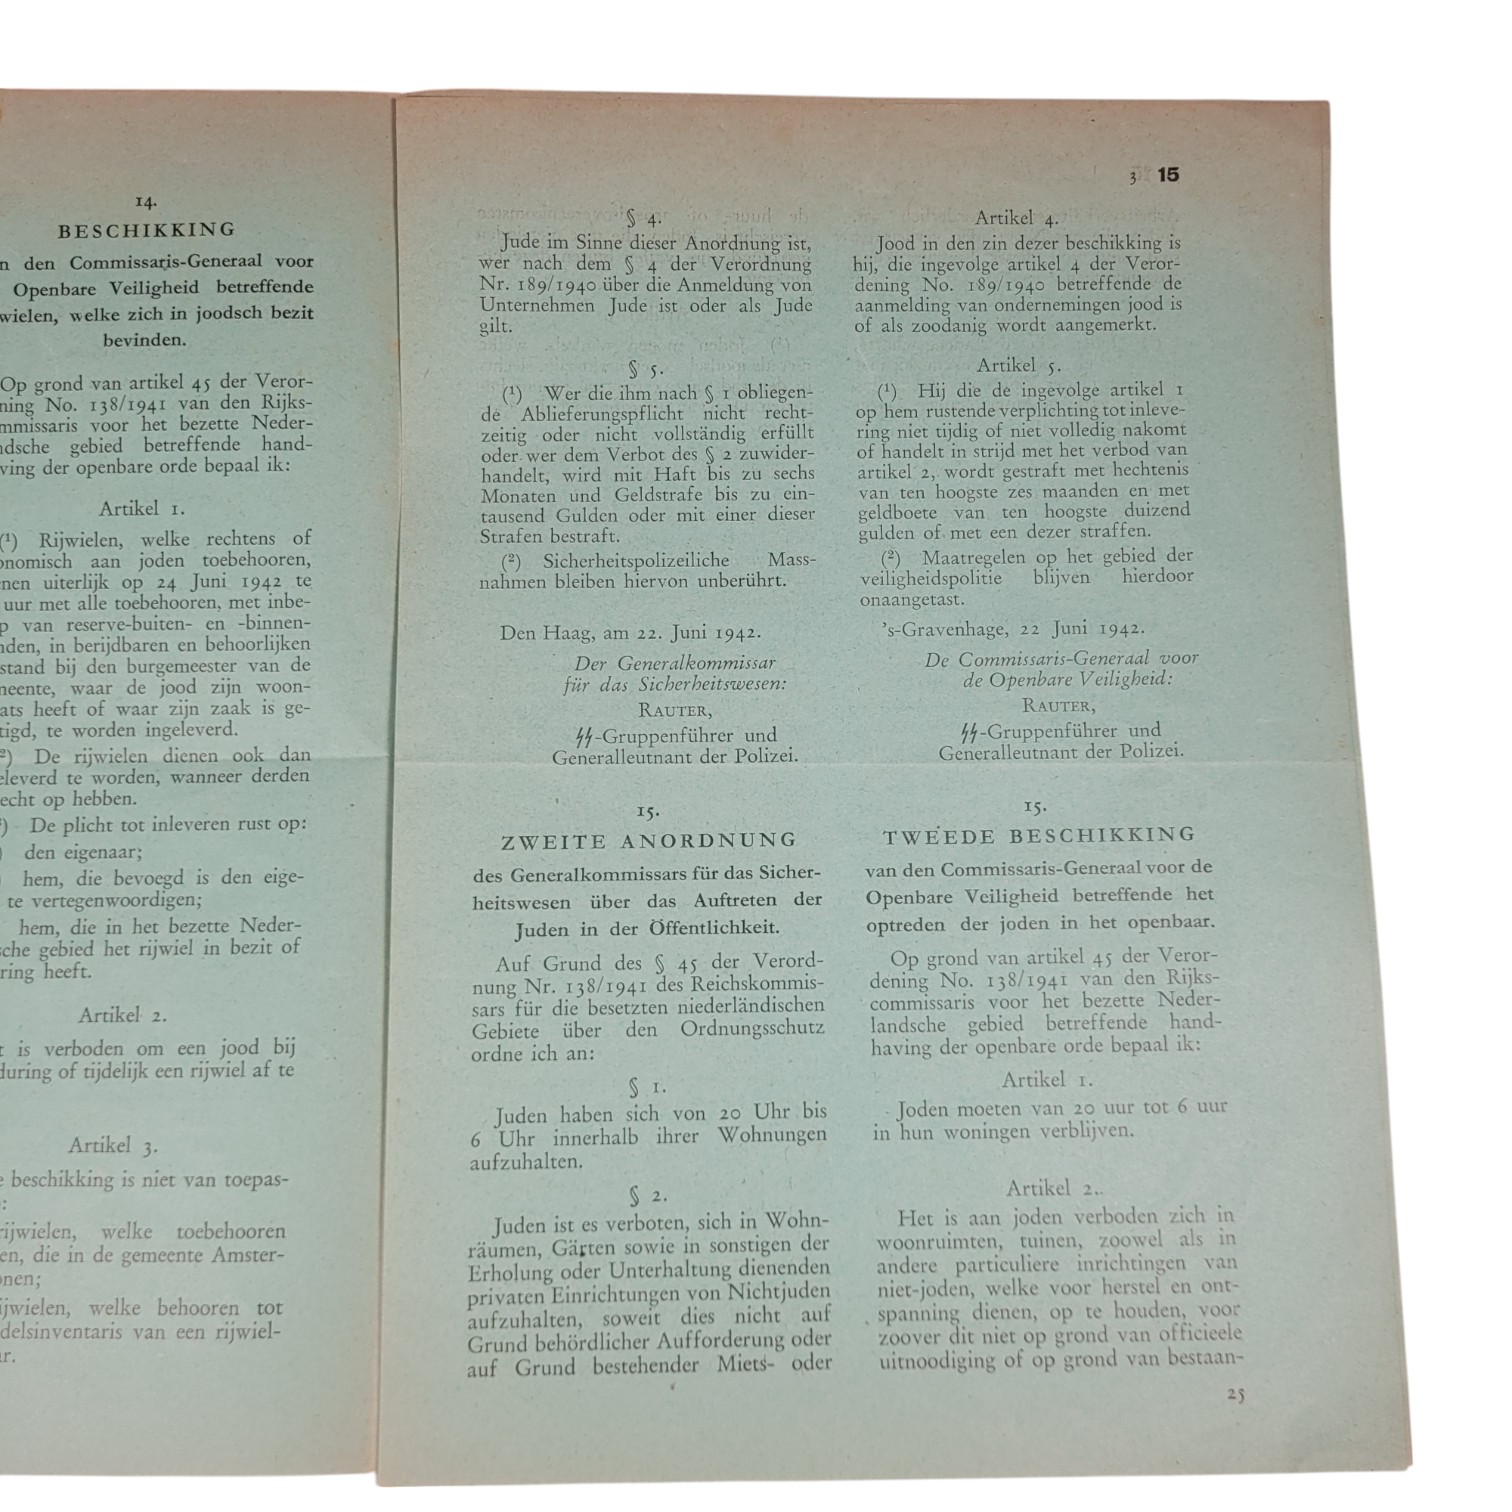 14.
BESCHIKKING
den Commissaris-Generaal voor
Openbare Veiligheid betreffende
welke zich in joodsch bezit
bevinden.
Op grond van artikel 45 der Veror-
No. 138/1941 van den Rijks-
voor het bezette Neder-
gebied betreffende hand-
der openbare orde bepaal ik:
Artikel 1.
(¹) Rijwielen, welke rechtens of
aan joden toebehooren,
uiterlijk op 24 Juni 1942 te
uur met alle toebehooren, met inbe-
van reserve-buiten- en -binnen-
in berijdbaren en behoorlijken
bij den burgemeester van de
waar de jood zijn woon-
heeft of waar zijn zaak is ge-
te worden ingeleverd.
De rijwielen dienen ook dan
te worden, wanneer derden
op hebben.
De plicht tot inleveren rust op:
den eigenaar;
hem, die bevoegd is den eige-
te vertegenwoordigen;
hem, die in het bezette Neder-
gebied het rijwiel in bezit of
heeft.
Artikel 2.
is verboden om een jood bij
of tijdelijk een rijwiel af te
Artikel 3.
beschikking is niet van toepas-
welke toebehooren
die in de gemeente Amster-
welke behooren tot
van een rijwiel-
3 15
§ 4.
Jude im Sinne dieser Anordnung ist,
wer nach dem § 4 der Verordnung
Nr. 189/1940 über die Anmeldung von
Unternehmen Jude ist oder als Jude
gilt.
§ 5.
(¹) Wer die ihm nach § 1 obliegen-
de Ablieferungspflicht nicht recht-
zeitig oder nicht vollständig erfüllt
oder wer dem Verbot des § 2 zuwider-
handelt, wird mit Haft bis zu sechs
Monaten und Geldstrafe bis zu ein-
tausend Gulden oder mit einer dieser
Strafen bestraft.
(²) Sicherheitspolizeiliche Mass-
nahmen bleiben hiervon unberührt.
Den Haag, am 22. Juni 1942.
Der Generalkommissar
für das Sicherheitswesen:
RAUTER,
SS-Gruppenführer und
Generalleutnant der Polizei.
15.
ZWEITE ANORDNUNG
des Generalkommissars für das Sicher-
heitswesen über das Auftreten der
Juden in der Öffentlichkeit.
Auf Grund des § 45 der Verord-
nung Nr. 138/1941 des Reichskommis-
sars für die besetzten niederländischen
Gebiete über den Ordnungsschutz
ordne ich an:
§ 1.
Juden haben sich von 20 Uhr bis
6 Uhr innerhalb ihrer Wohnungen
aufzuhalten.
§ 2.
Juden ist es verboten, sich in Wohn-
räumen, Gärten sowie in sonstigen der
Erholung oder Unterhaltung dienenden
privaten Einrichtungen von Nichtjuden
aufzuhalten, soweit dies nicht auf
Grund behördlicher Aufforderung oder
auf Grund bestehender Miets- oder
Artikel 4.
Jood in den zin dezer beschikking is
hij, die ingevolge artikel 4 der Veror-
dening No. 189/1940 betreffende de
aanmelding van ondernemingen jood is
of als zoodanig wordt aangemerkt.
Artikel 5.
(¹) Hij die de ingevolge artikel 1
op hem rustende verplichting tot inleve-
ring niet tijdig of niet volledig nakomt
of handelt in strijd met het verbod van
artikel 2, wordt gestraft met hechtenis
van ten hoogste zes maanden en met
geldboete van ten hoogste duizend
gulden of met een dezer straffen.
(²) Maatregelen op het gebied der
veiligheidspolitie blijven hierdoor
onaangetast.
's-Gravenhage, 22 Juni 1942.
De Commissaris-Generaal voor
de Openbare Veiligheid:
RAUTER,
SS-Gruppenführer und
Generalleutnant der Polizei.
15.
TWEEDE BESCHIKKING
van den Commissaris-Generaal voor de
Openbare Veiligheid betreffende het
optreden der joden in het openbaar.
Op grond van artikel 45 der Veror-
dening No. 138/1941 van den Rijks-
commissaris voor het bezette Neder-
landsche gebied betreffende hand-
having der openbare orde bepaal ik:
Artikel 1.
Joden moeten van 20 uur tot 6 uur
in hun woningen verblijven.
Artikel 2.
Het is aan joden verboden zich in
woonruimten, tuinen, zoowel als in
andere particuliere inrichtingen van
niet-joden, welke voor herstel en ont-
spanning dienen, op te houden, voor
zoover dit niet op grond van officieele
uitnoodiging of op grond van bestaan-
25